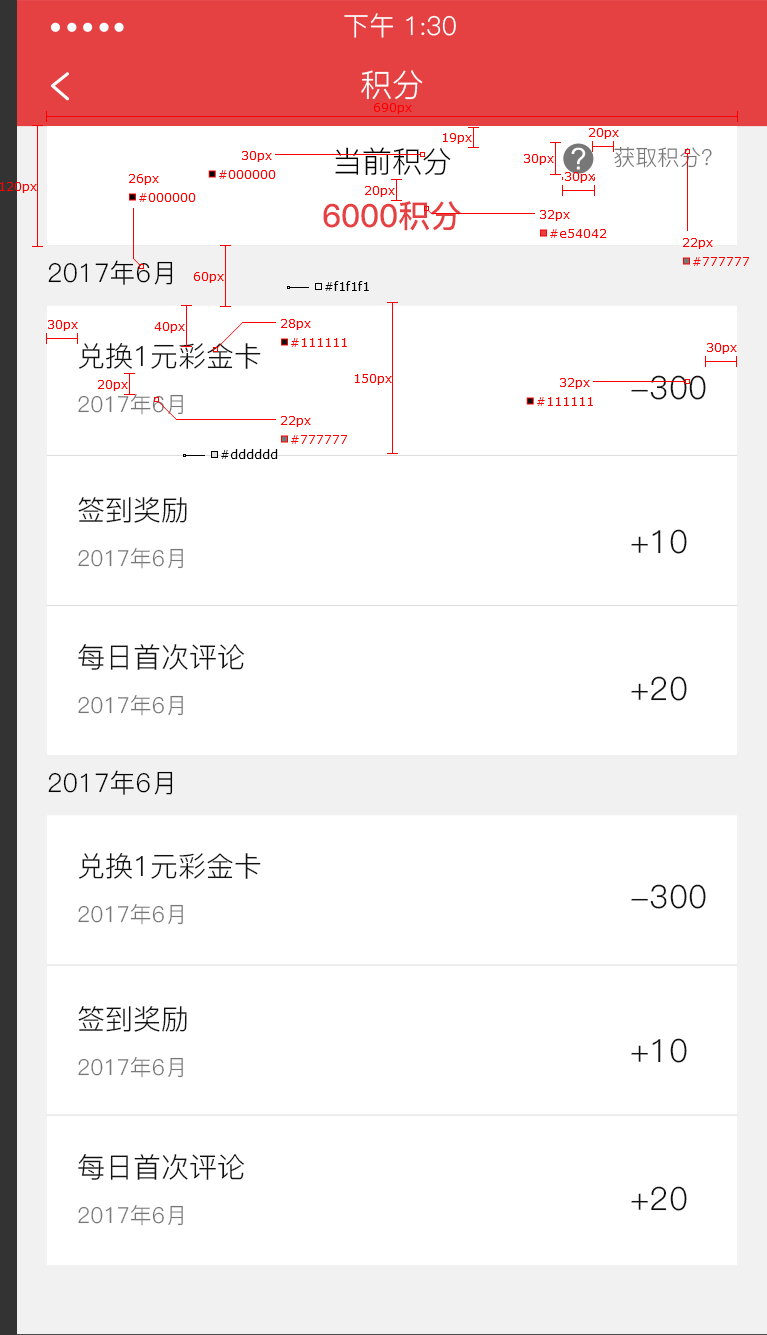 下午 1:30
积分
690px
19px
20px
120px
30px
当前积分
30px
获取积分?
#000000
26px
30px
#000000
20px
6000积分
32px
#e54042
22px
#777777
2017年6月
60px
#f1f1f1
30px
40px
28px
#111111
30px
兑换1元彩金卡
150px
20px
32px
-300
2017年6月
#111111
22px
#777777
#dddddd
签到奖励
+10
2017年6月
每日首次评论
+20
2017年6月
2017年6月
兑换1元彩金卡
-300
2017年6月
签到奖励
+10
2017年6月
每日首次评论
+20
2017年6月